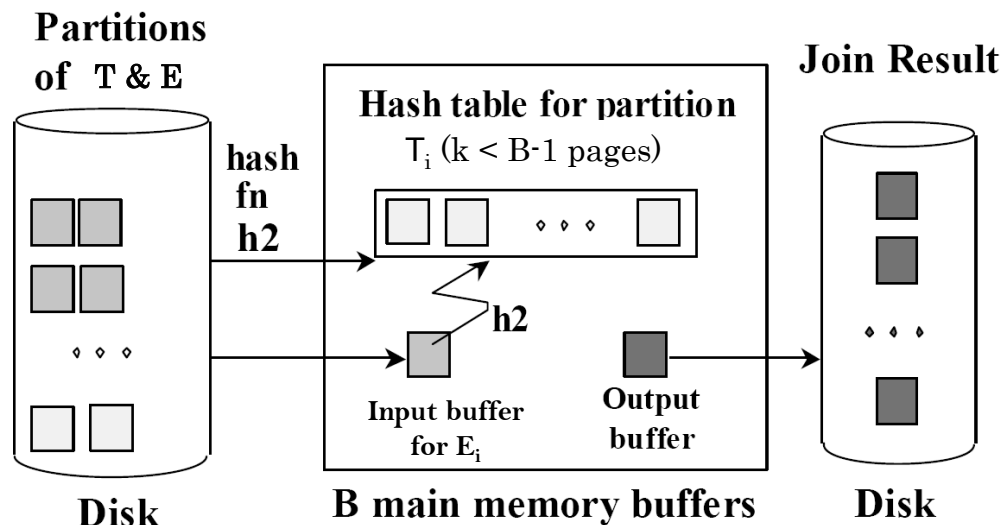 Partitions
of T & E
Join Result
Hash table for partition
Tᵢ (k < B-1 pages)
hash
fn
h2
h2
Input buffer
for Eᵢ
Output
buffer
Disk
B main memory buffers
Disk